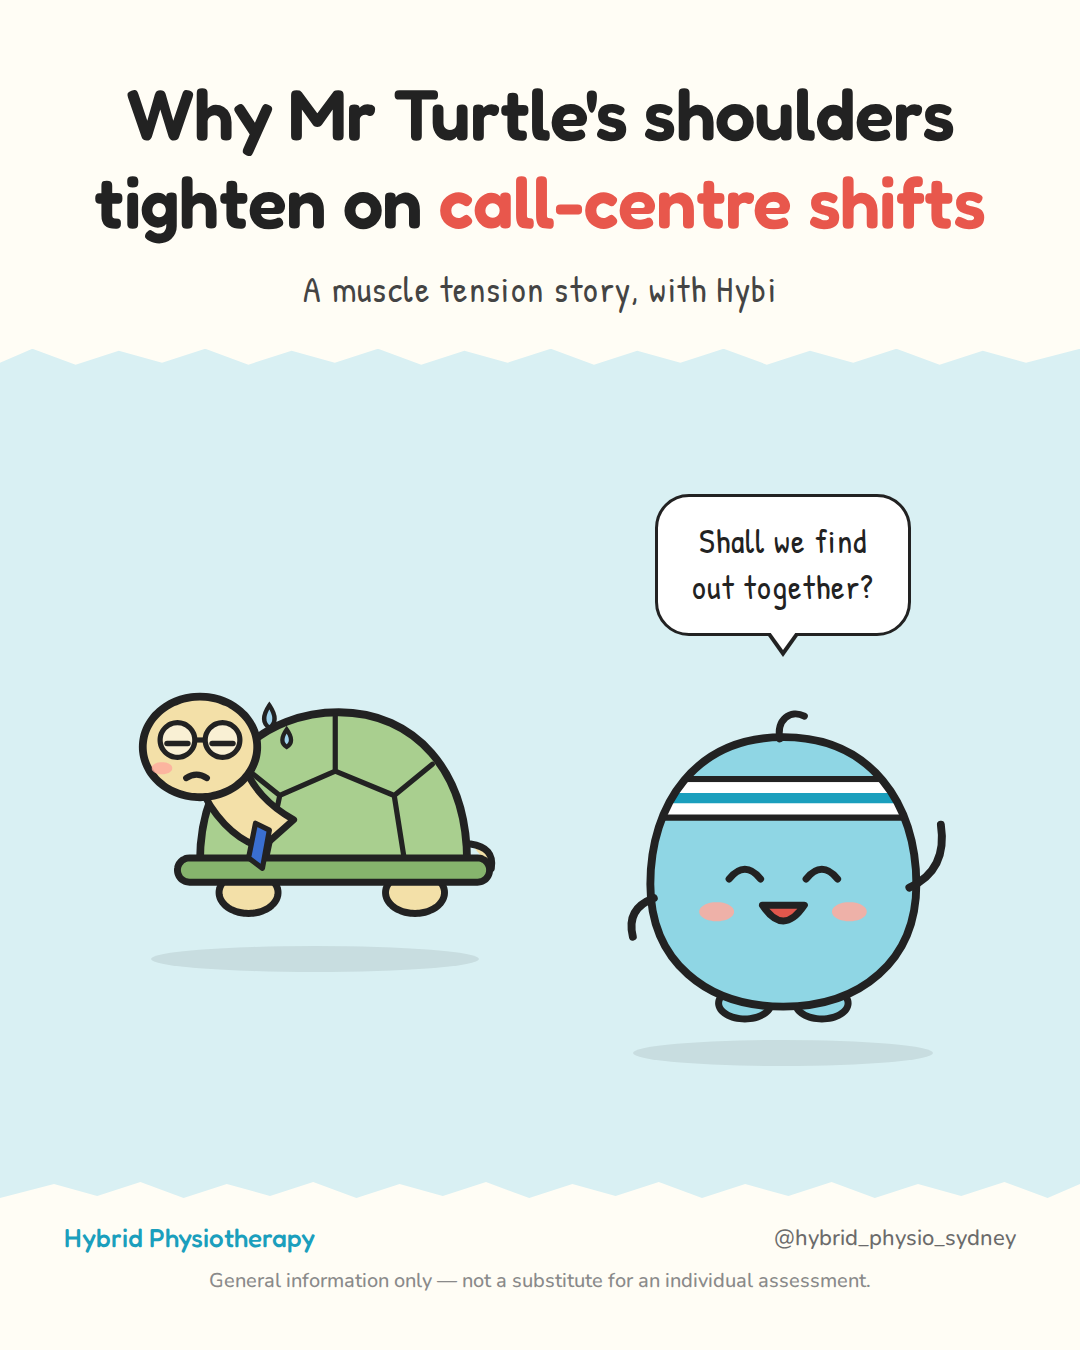 Why Mr Turtle's shoulders
tighten on call-centre shifts
A muscle tension story, with Hybi
Shall we find
out together?
Hybrid Physiotherapy
@hybrid_physio_sydney
General information only — not a substitute for an individual assessment.